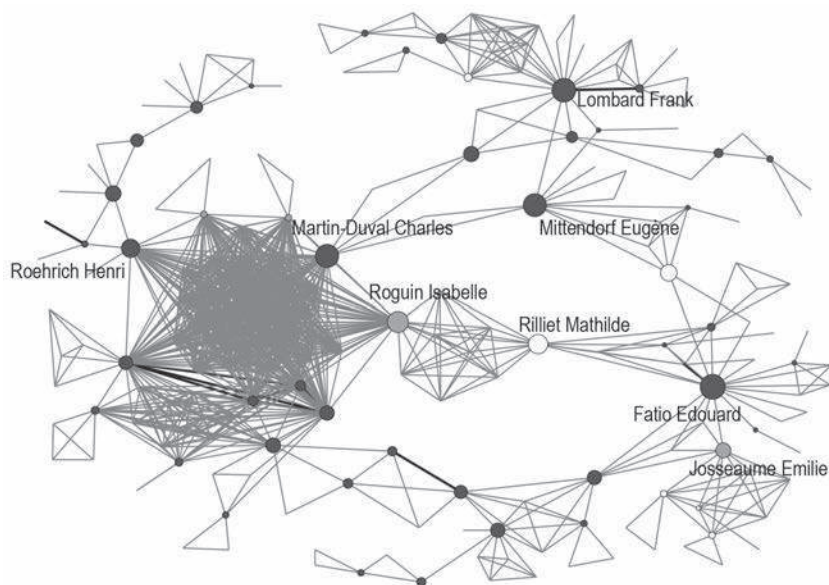 Lombard Frank
Martin-Duval Charles
Mittendorf Eugène
Roehrich Henri
Roguin Isabelle
Rilliet Mathilde
Fatio Edouard
Josseaume Emilie